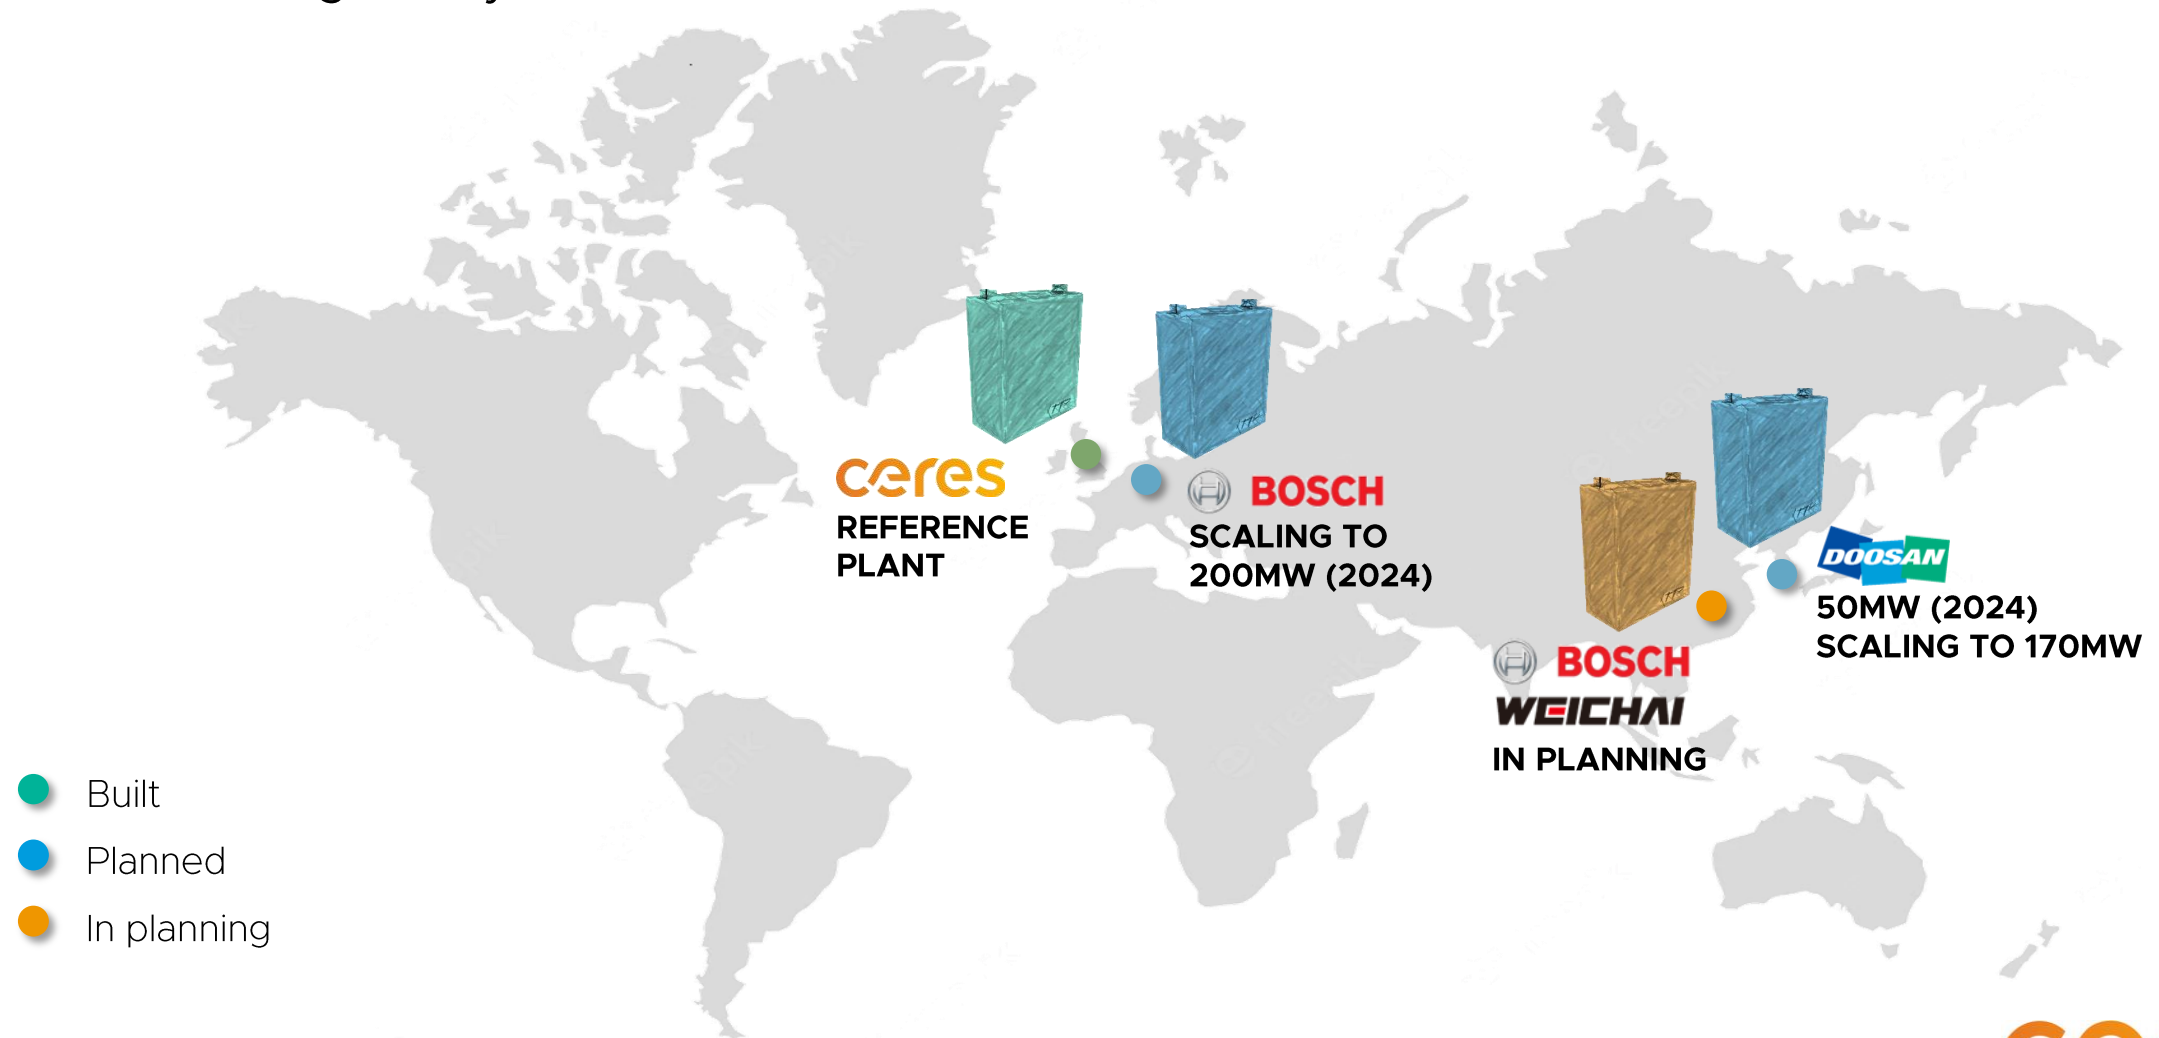 ceres
REFERENCE
PLANT
BOSCH
SCALING TO
200MW (2024)
DOOSAN
50MW (2024)
SCALING TO 170MW
BOSCH
WEICHAI
IN PLANNING
Built
Planned
In planning